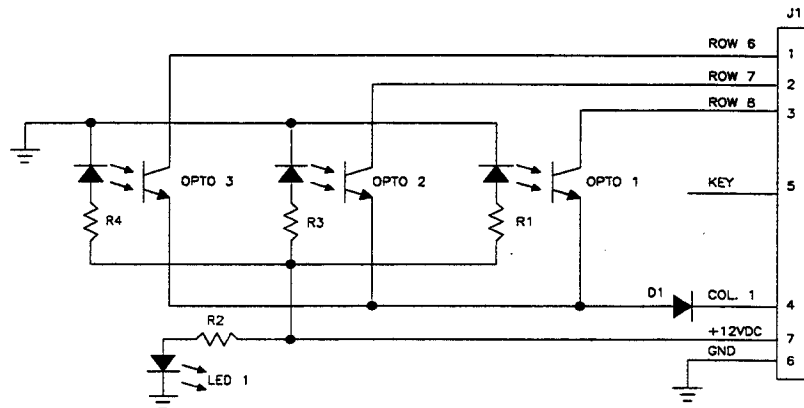 J1
ROW 6
1
ROW 7
2
ROW 8
3
OPTO 3
OPTO 2
OPTO 1
KEY
5
R4
R3
R1
D1
COL. 1
4
R2
+12VDC
7
GND
6
LED 1